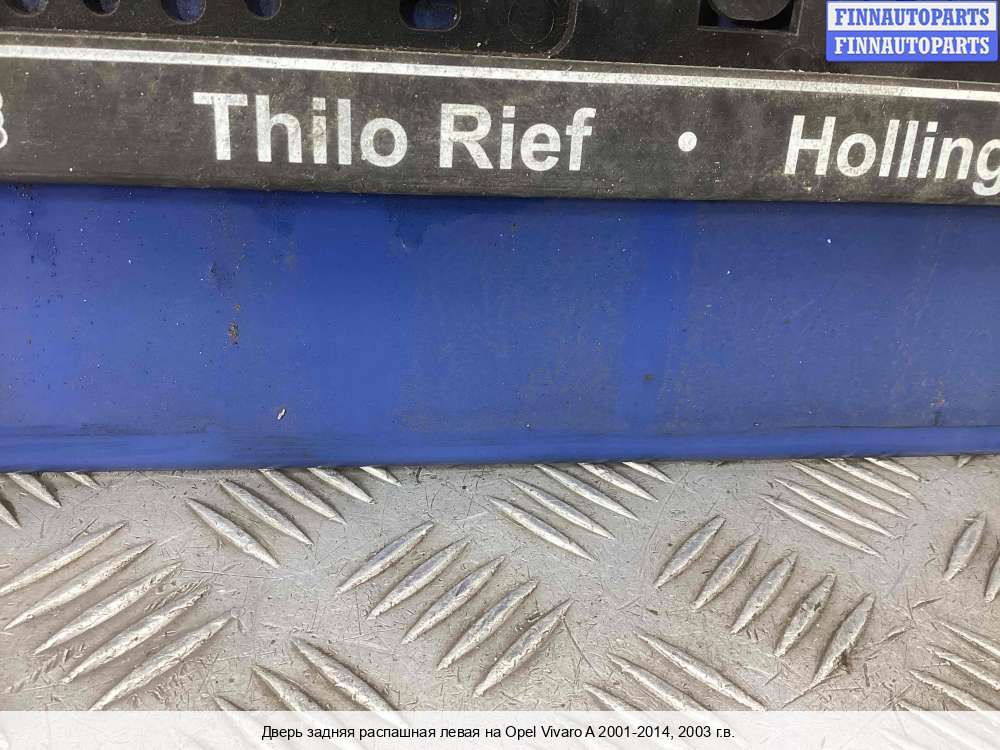 FINNAUTOPARTS
FINNAUTOPARTS
Thilo Rief • Holling
Дверь задняя распашная левая на Opel Vivaro A 2001-2014, 2003 г.в.